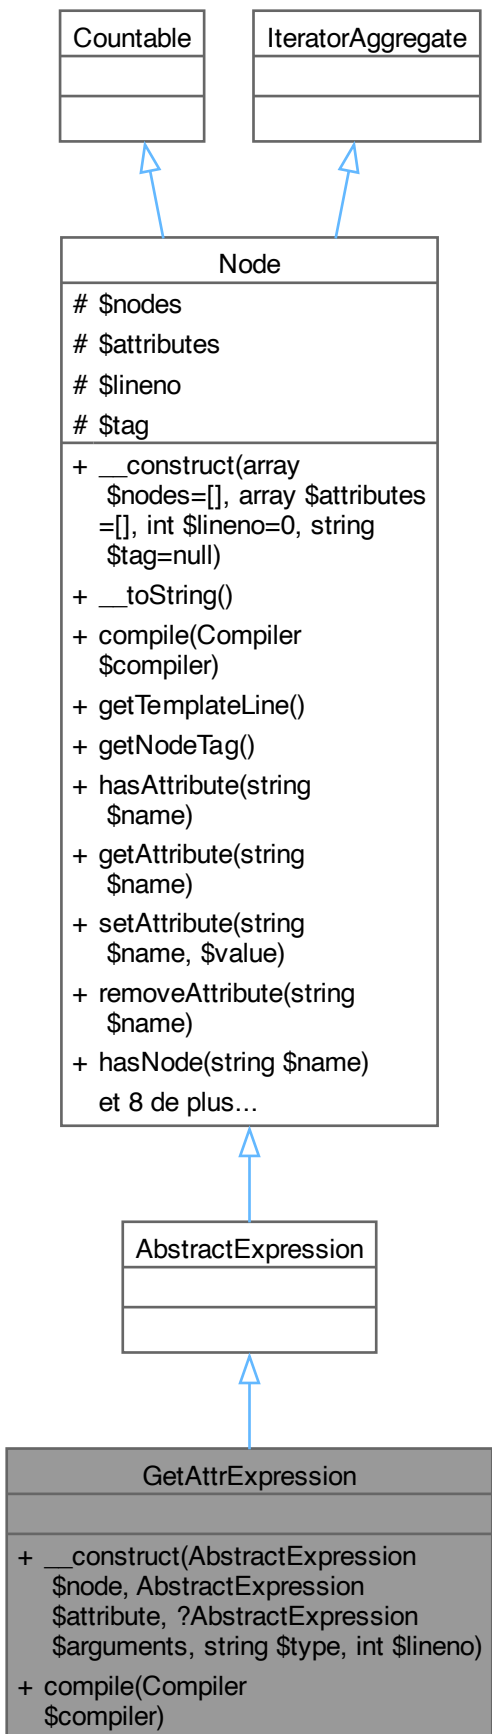 Countable
IteratorAggregate
Node
# $nodes
# $attributes
# $lineno
# $tag
+ __construct(array
$nodes=[], array $attributes
=[], int $lineno=0, string
$tag=null)
+ __toString()
+ compile(Compiler
$compiler)
+ getTemplateLine()
+ getNodeTag()
+ hasAttribute(string
$name)
+ getAttribute(string
$name)
+ setAttribute(string
$name, $value)
+ removeAttribute(string
$name)
+ hasNode(string $name)
et 8 de plus...
AbstractExpression
GetAttrExpression
+ __construct(AbstractExpression
$node, AbstractExpression
$attribute, ?AbstractExpression
$arguments, string $type, int $lineno)
+ compile(Compiler
$compiler)